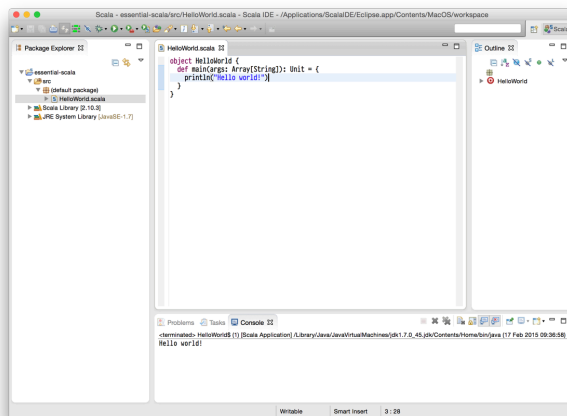 Scala - essential-scala/src/HelloWorld.scala - Scala IDE - /Applications/ScalaIDE/Eclipse.app/Contents/MacOS/workspace
Scala
Package Explorer
essential-scala
src
(default package)
HelloWorld.scala
Scala Library [2.10.3]
JRE System Library [JavaSE-1.7]
HelloWorld.scala
object HelloWorld {
def main(args: Array[String]): Unit = {
println("Hello world!")
}
}
Outline
HelloWorld
Problems Tasks Console
<terminated> HelloWorld$ (1) [Scala Application] /Library/Java/JavaVirtualMachines/jdk1.7.0_45.jdk/Contents/Home/bin/java (17 Feb 2015 09:36:58)
Hello world!
Writable Smart Insert 3 : 28